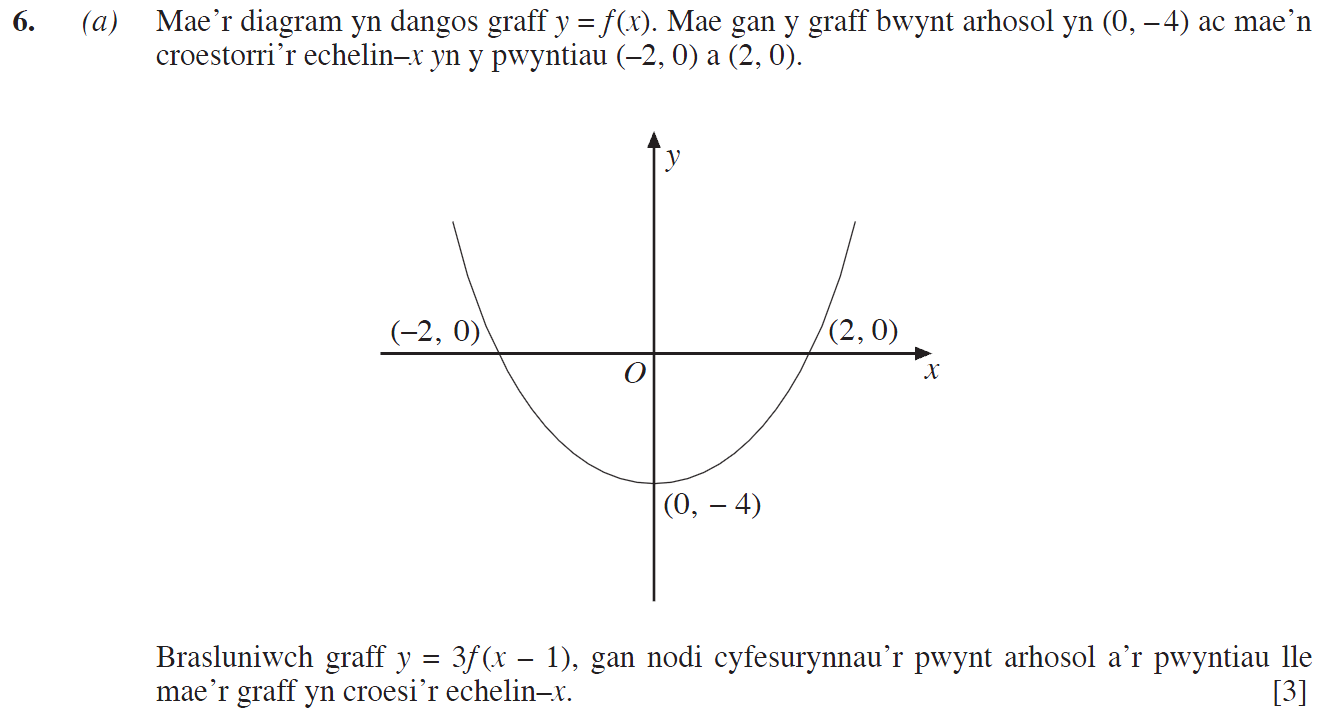 6. (a) Mae’r diagram yn dangos graff y = f(x). Mae gan y graff bwynt arhosol yn (0, –4) ac mae’n
croestorri’r echelin–x yn y pwyntiau (–2, 0) a (2, 0).
y
(–2, 0)
(2, 0)
O
x
(0, – 4)
Brasluniwch graff y = 3f(x – 1), gan nodi cyfesurynnau’r pwynt arhosol a’r pwyntiau lle
mae’r graff yn croesi’r echelin–x. [3]